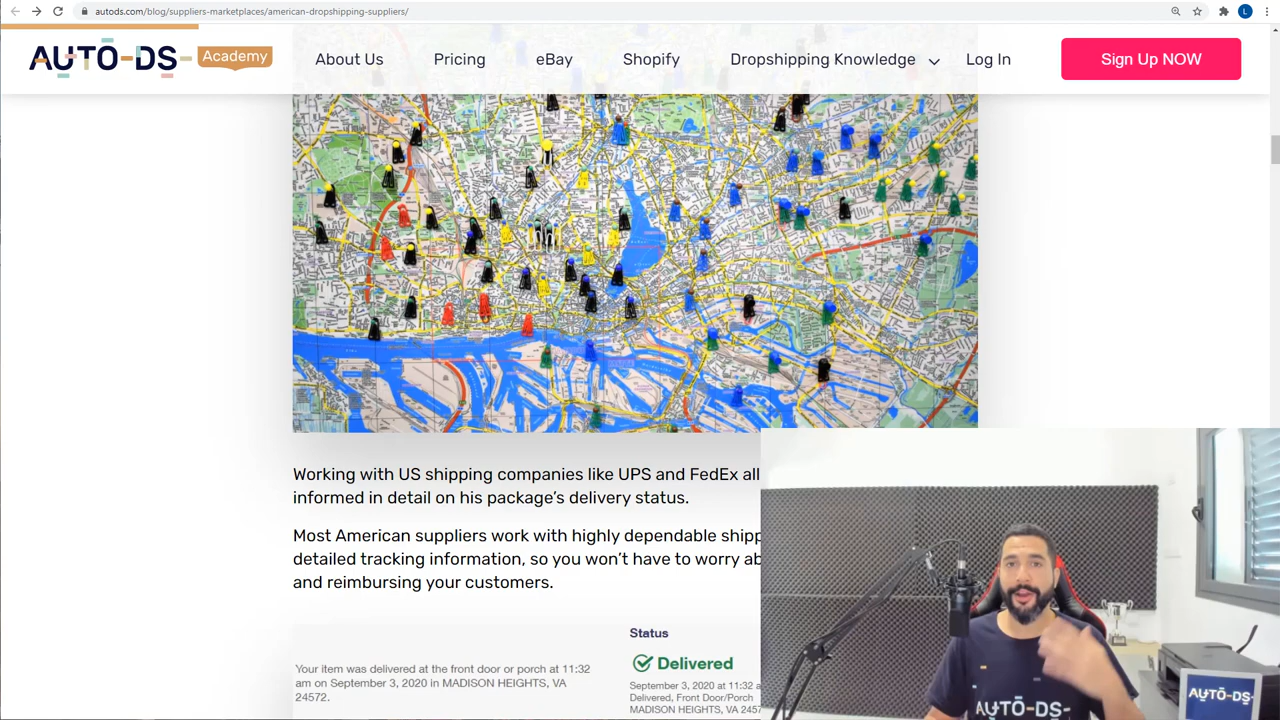 autods.com/blog/suppliers-marketplaces/american-dropshipping-suppliers/
L
AUTO-DS-
Academy
About Us
Pricing
eBay
Shopify
Dropshipping Knowledge
Log In
Sign Up NOW
Working with US shipping companies like UPS and FedEx all
informed in detail on his package’s delivery status.
Most American suppliers work with highly dependable shipp
detailed tracking information, so you won’t have to worry ab
and reimbursing your customers.
Status
Delivered
Your item was delivered at the front door or porch at 11:32
am on September 3, 2020 in MADISON HEIGHTS, VA
24572.
September 3, 2020 at 11:32 a
Delivered, Front Door/Porch
MADISON HEIGHTS, VA 2457
AUTO-DS-
AUTO-DS-